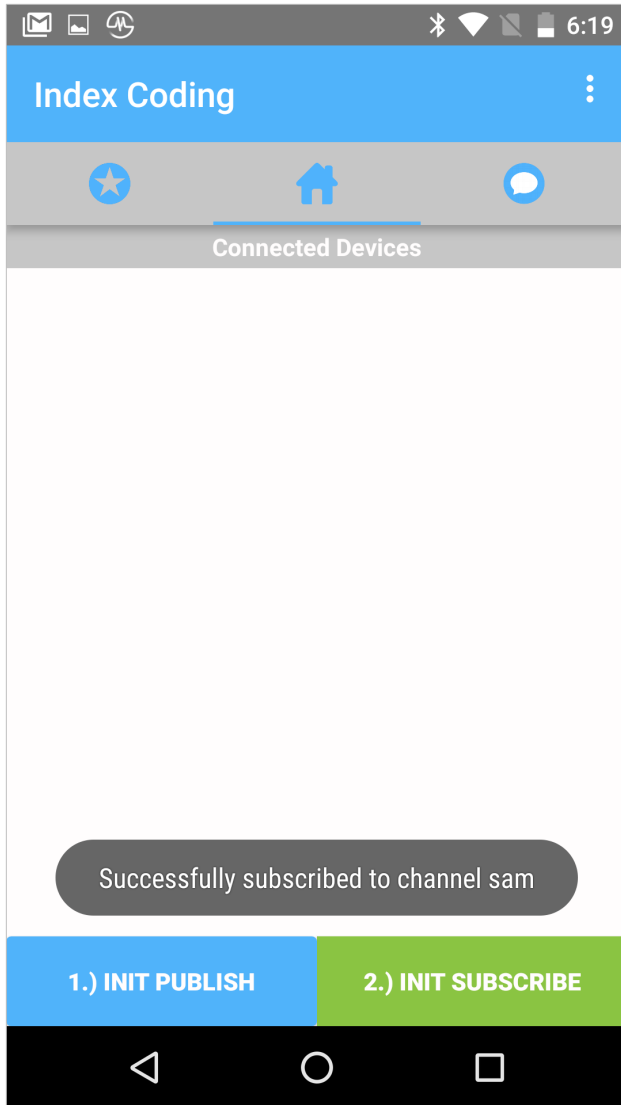 6:19
Index Coding
Connected Devices
Successfully subscribed to channel sam
1.) INIT PUBLISH
2.) INIT SUBSCRIBE